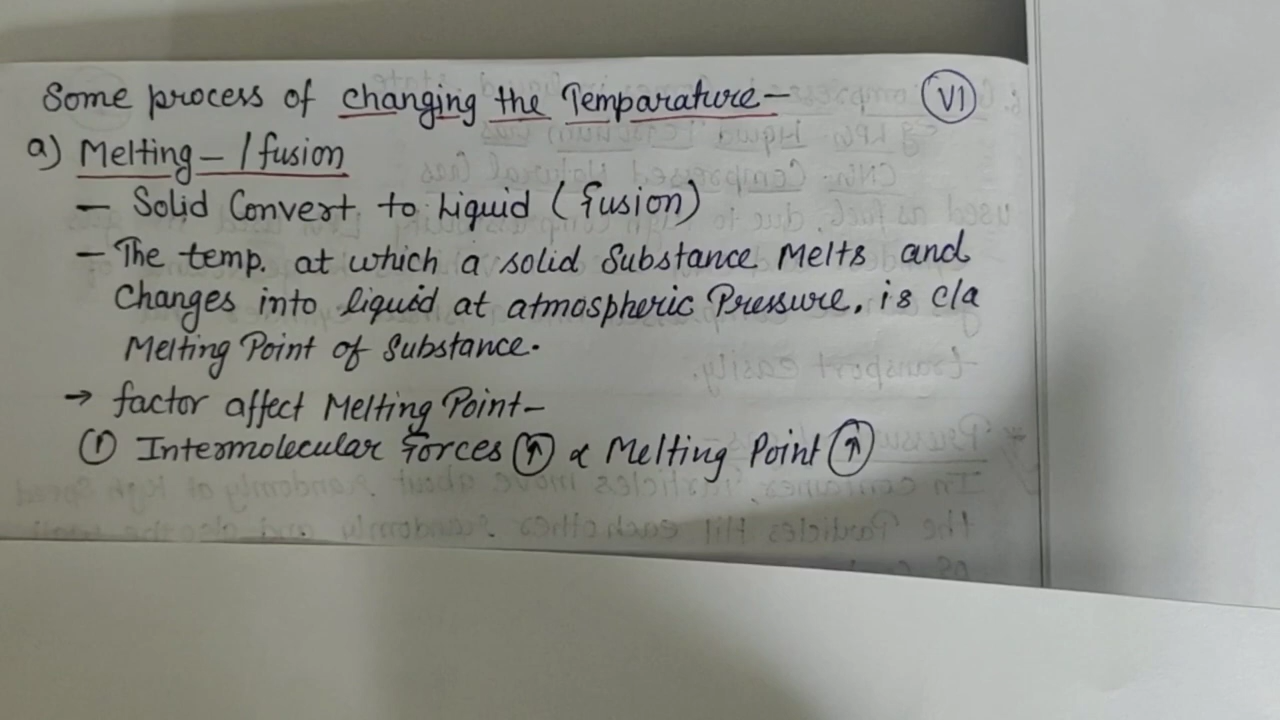 Some process of changing the Temparature-
VI
a) Melting - / fusion
- Solid Convert to Liquid (fusion)
- The temp. at which a solid Substance Melts and
Changes into liquid at atmospheric Pressure, is c/a
Melting Point of Substance.
→ factor affect Melting Point-
① Intermolecular Forces ↑ ∝ Melting Point ↑